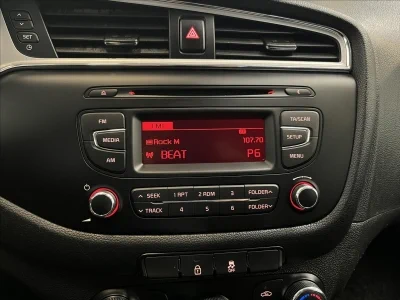 SET
FM
TA/SCAN
FM
Rock M 107.70
MEDIA
SETUP
BEAT P6
AM
MENU
SEEK 1 RPT 2 RDM 3 FOLDER
TRACK 4 5 6 FOLDER